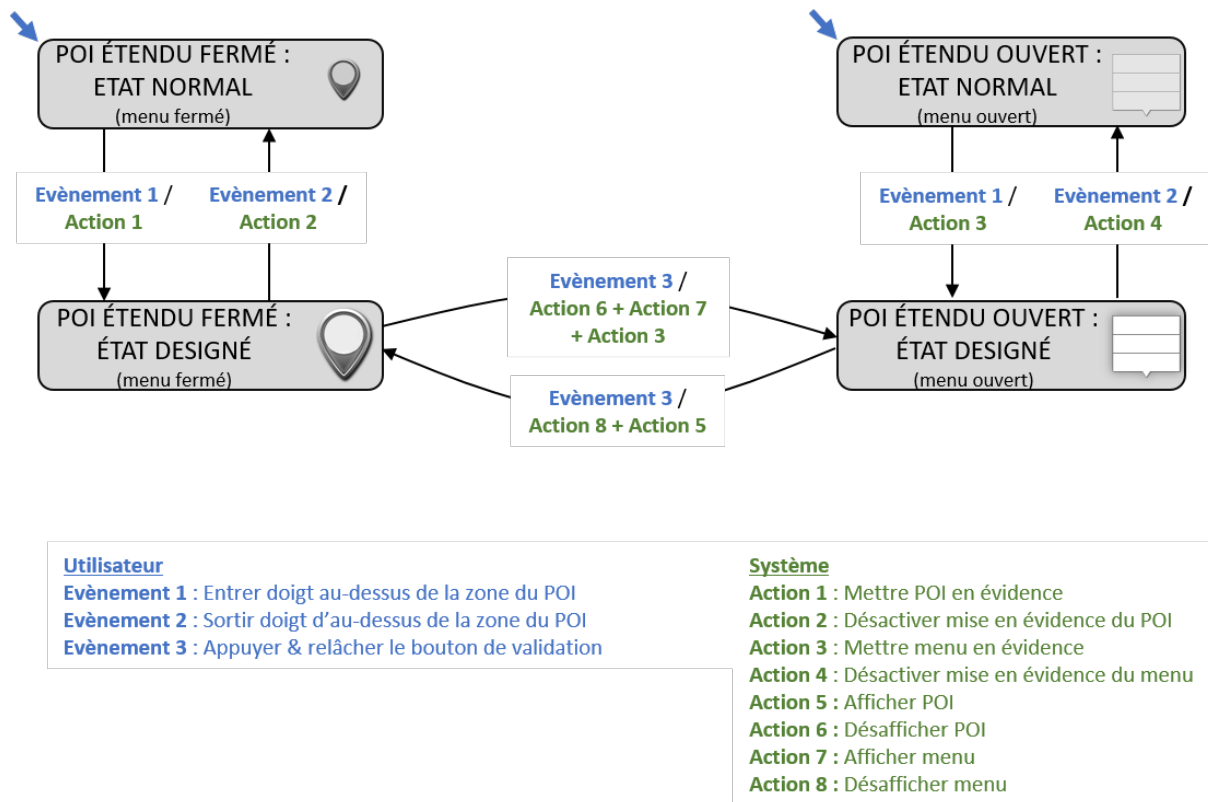 POI ÉTENDU FERMÉ :
ETAT NORMAL
(menu fermé)
POI ÉTENDU OUVERT :
ETAT NORMAL
(menu ouvert)
Evènement 1 /
Action 1
Evènement 2 /
Action 2
Evènement 1 /
Action 3
Evènement 2 /
Action 4
Evènement 3 /
Action 6 + Action 7
+ Action 3
POI ÉTENDU FERMÉ :
ÉTAT DESIGNÉ
(menu fermé)
POI ÉTENDU OUVERT :
ÉTAT DESIGNÉ
(menu ouvert)
Evènement 3 /
Action 8 + Action 5
Utilisateur
Evènement 1 : Entrer doigt au-dessus de la zone du POI
Evènement 2 : Sortir doigt d'au-dessus de la zone du POI
Evènement 3 : Appuyer & relâcher le bouton de validation
Système
Action 1 : Mettre POI en évidence
Action 2 : Désactiver mise en évidence du POI
Action 3 : Mettre menu en évidence
Action 4 : Désactiver mise en évidence du menu
Action 5 : Afficher POI
Action 6 : Désafficher POI
Action 7 : Afficher menu
Action 8 : Désafficher menu